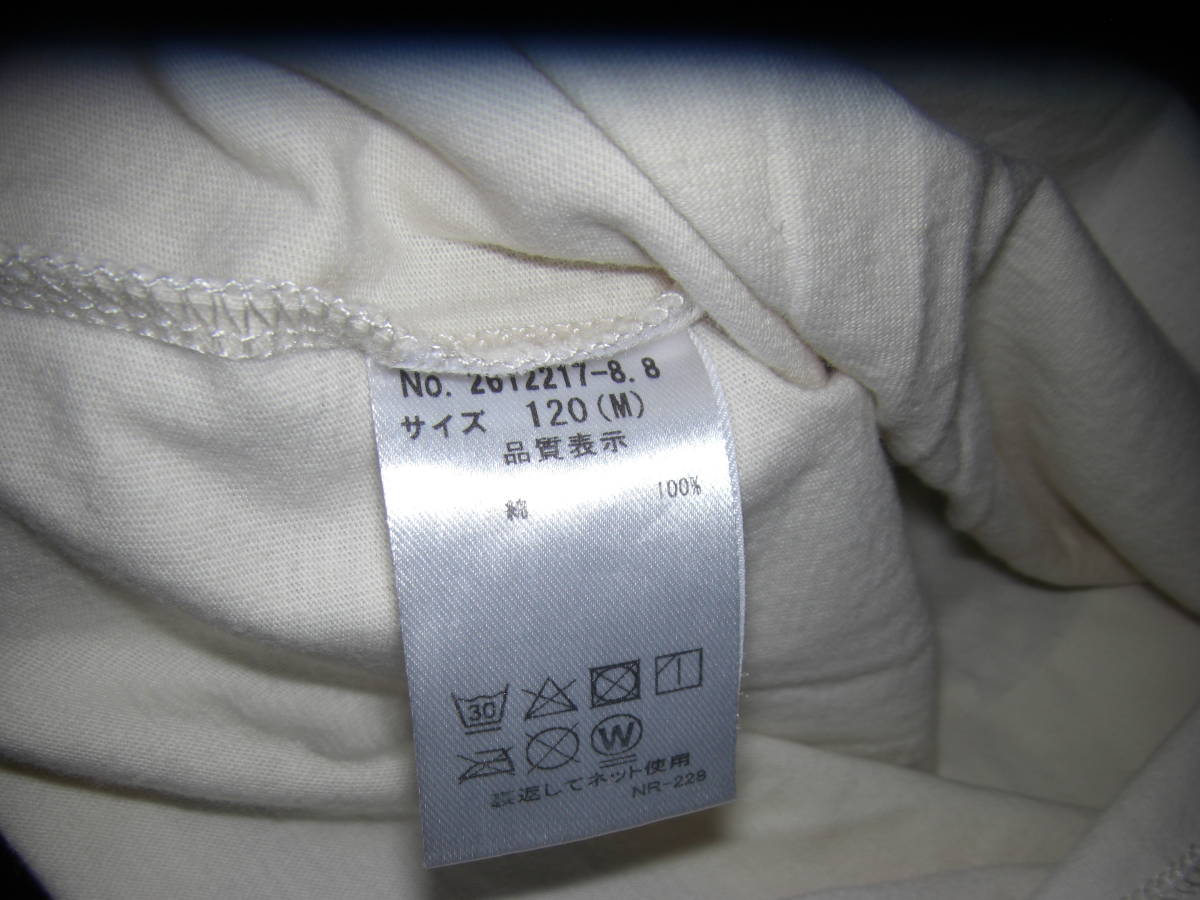 No. 2612217-8.8
サイズ 120(M)
品質表示
綿 100%
30
W
裏返してネット使用
NR-228